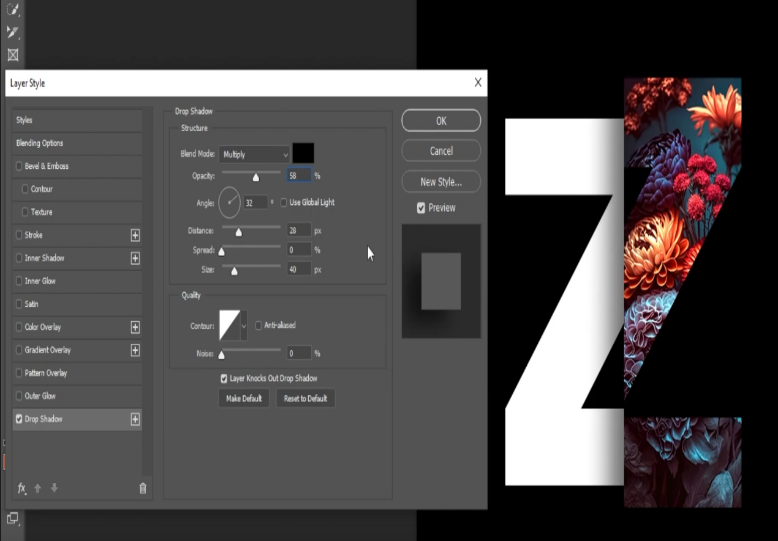 Layer Style
Styles
Blending Options
Bevel & Emboss
Contour
Texture
Stroke
Inner Shadow
Inner Glow
Satin
Color Overlay
Gradient Overlay
Pattern Overlay
Outer Glow
Drop Shadow
fx
Drop Shadow
Structure
Blend Mode: Multiply
Opacity: 58 %
Angle: 32 ° Use Global Light
Distance: 28 px
Spread: 0 %
Size: 40 px
Quality
Contour: Anti-aliased
Noise: 0 %
Layer Knocks Out Drop Shadow
Make Default Reset to Default
OK
Cancel
New Style...
Preview
Z